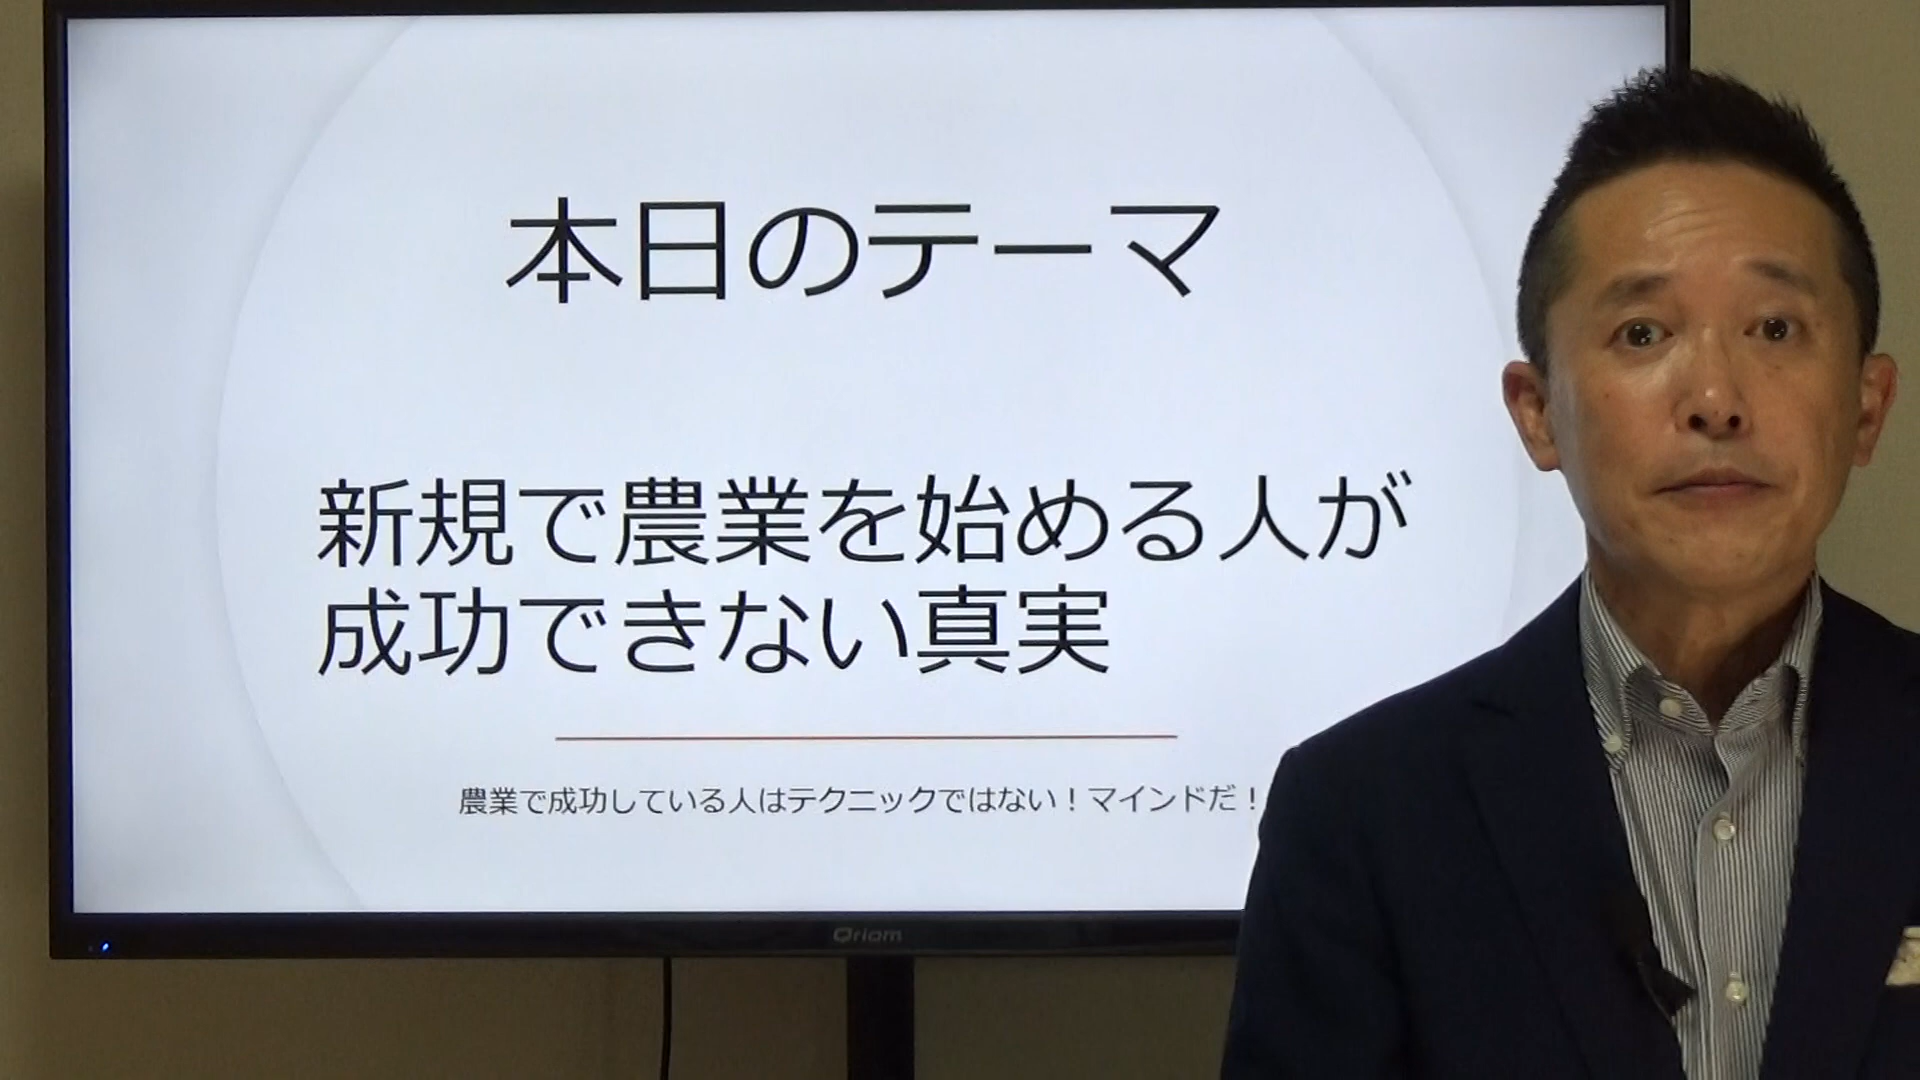 本日のテーマ
新規で農業を始める人が
成功できない真実
農業で成功している人はテクニックではない！マインドだ！
Qriom